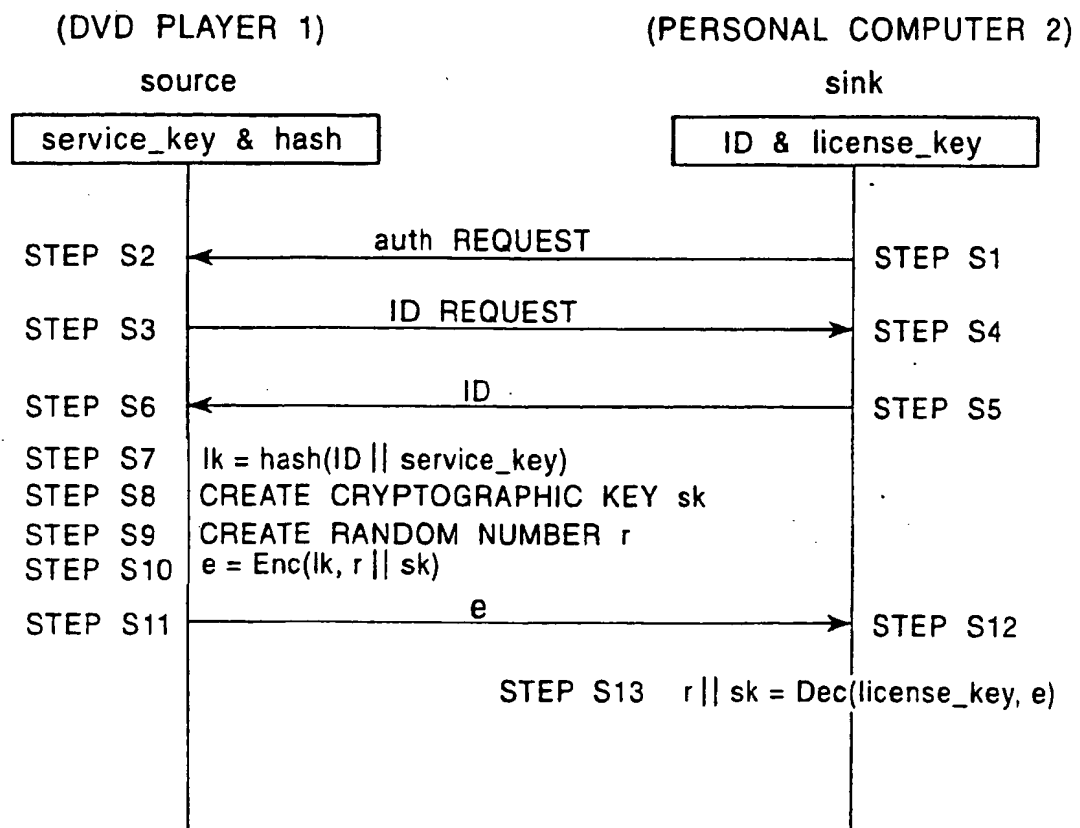 (DVD PLAYER 1) (PERSONAL COMPUTER 2)
source sink
service_key & hash ID & license_key
auth REQUEST
STEP S2 STEP S1
ID REQUEST
STEP S3 STEP S4
ID
STEP S6 STEP S5
STEP S7 lk = hash(ID || service_key)
STEP S8 CREATE CRYPTOGRAPHIC KEY sk
STEP S9 CREATE RANDOM NUMBER r
STEP S10 e = Enc(lk, r || sk)
e
STEP S11 STEP S12
STEP S13 r || sk = Dec(license_key, e)